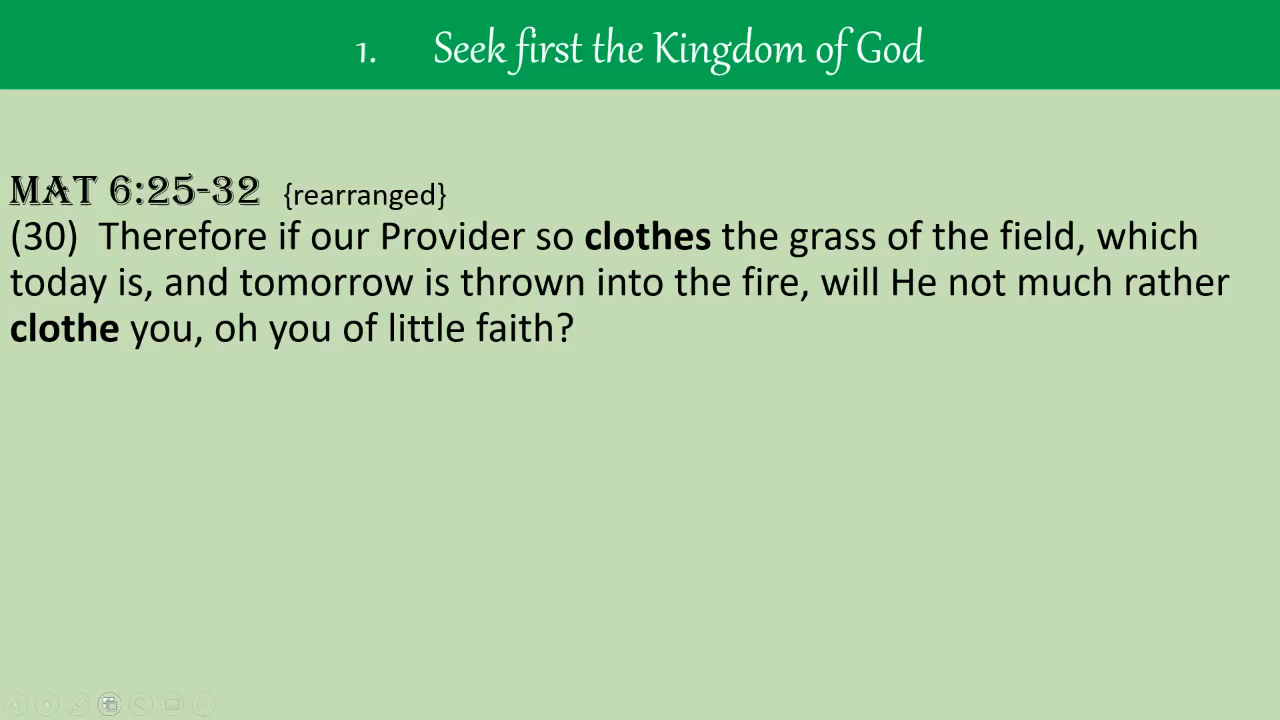 1. Seek first the Kingdom of God
MAT 6:25-32 {rearranged}
(30) Therefore if our Provider so clothes the grass of the field, which
today is, and tomorrow is thrown into the fire, will He not much rather
clothe you, oh you of little faith?